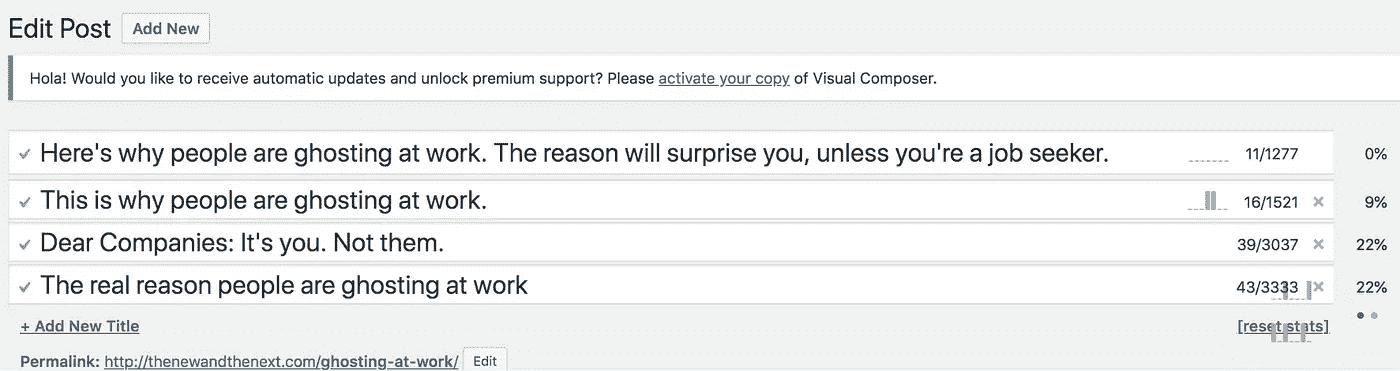 Edit Post Add New
Hola! Would you like to receive automatic updates and unlock premium support? Please activate your copy of Visual Composer.
Here's why people are ghosting at work. The reason will surprise you, unless you're a job seeker. 11/1277 0%
This is why people are ghosting at work. 16/1521 9%
Dear Companies: It's you. Not them. 39/3037 22%
The real reason people are ghosting at work 43/3333 22%
+ Add New Title [reset stats]
Permalink: http://thenewandthenext.com/ghosting-at-work/ Edit